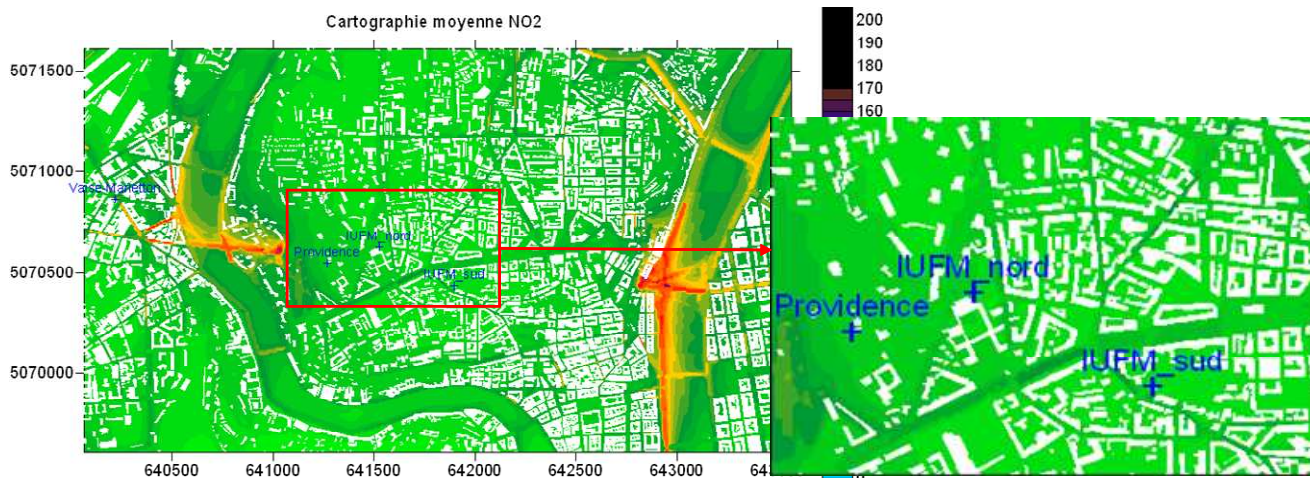 Cartographie moyenne NO2
200
190
180
170
160
5071500
5071000
5070500
5070000
Vaise Marietton
IUFM_nord
Providence
IUFM_sud
IUFM_nord
Providence
IUFM_sud
640500 641000 641500 642000 642500 643000